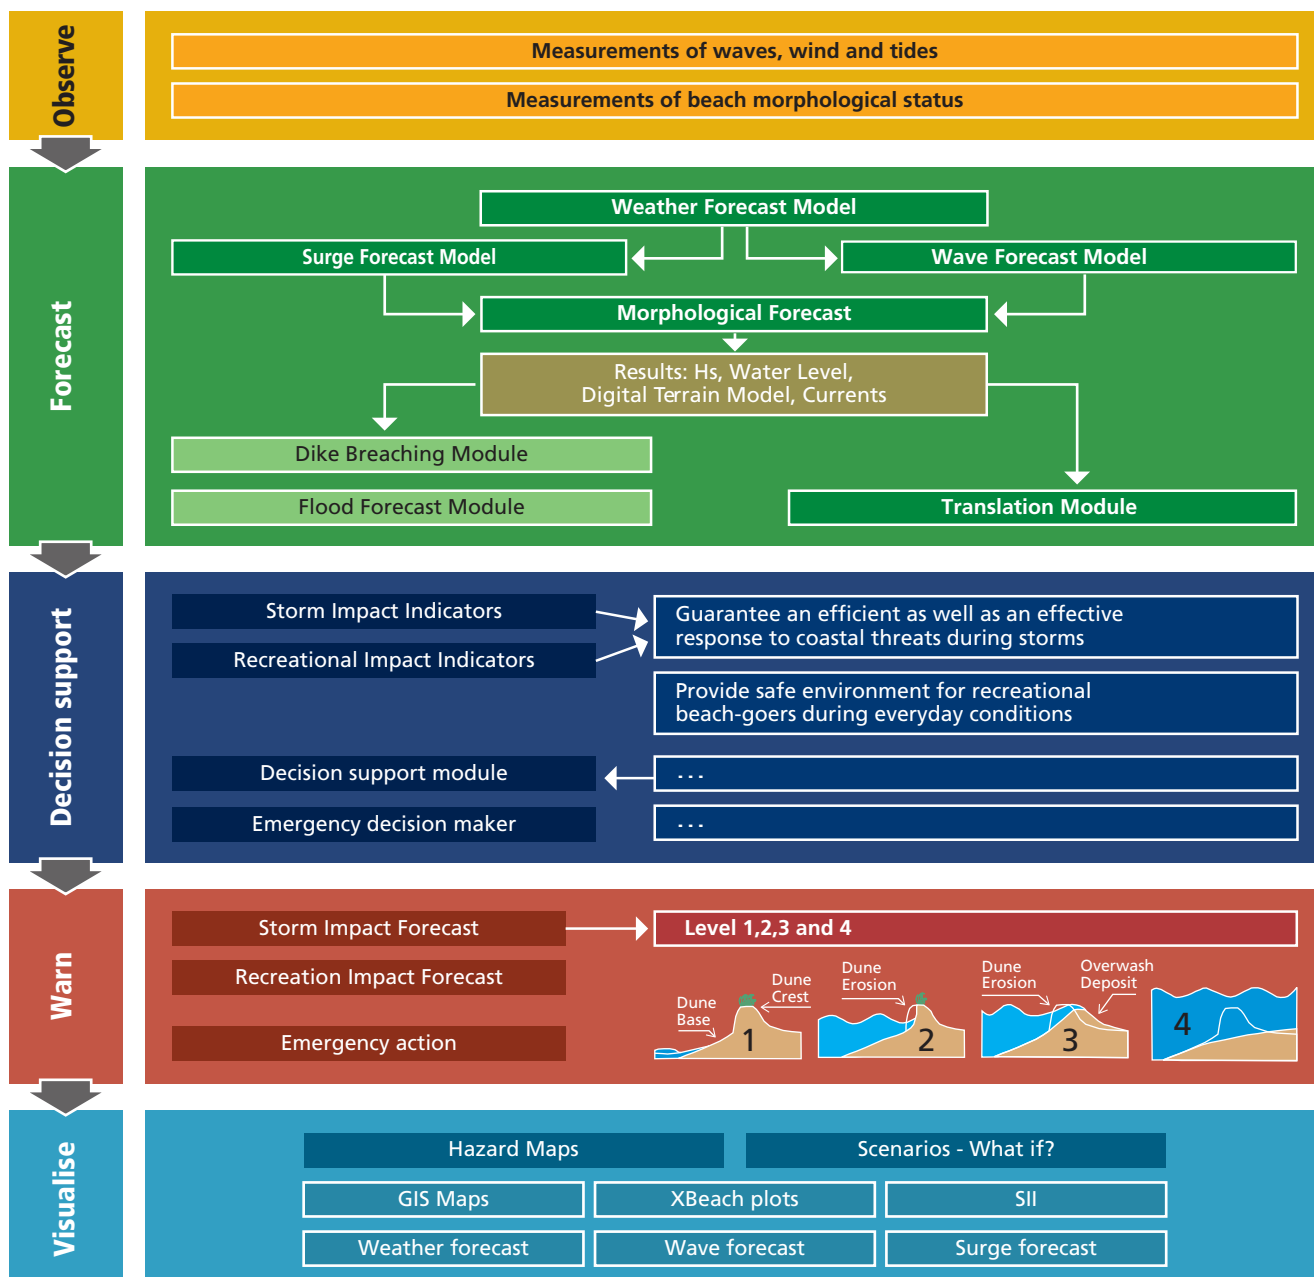 Observe
Measurements of waves, wind and tides
Measurements of beach morphological status
Forecast
Weather Forecast Model
Surge Forecast Model
Wave Forecast Model
Morphological Forecast
Results: Hs, Water Level,
Digital Terrain Model, Currents
Dike Breaching Module
Flood Forecast Module
Translation Module
Decision support
Storm Impact Indicators
Recreational Impact Indicators
Guarantee an efficient as well as an effective
response to coastal threats during storms
Provide safe environment for recreational
beach-goers during everyday conditions
Decision support module
...
Emergency decision maker
...
Warn
Storm Impact Forecast
Level 1,2,3 and 4
Recreation Impact Forecast
Emergency action
Dune
Base
Dune
Crest
1
Dune
Erosion
2
Dune
Erosion
Overwash
Deposit
3
4
Visualise
Hazard Maps
Scenarios - What if?
GIS Maps
XBeach plots
SII
Weather forecast
Wave forecast
Surge forecast